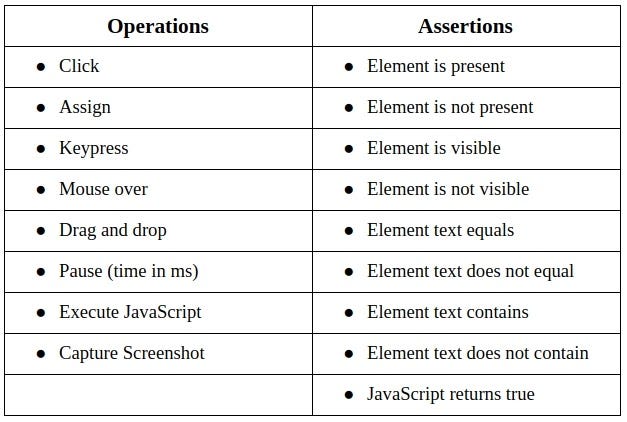 Operations Assertions
● Click ● Element is present
● Assign ● Element is not present
● Keypress ● Element is visible
● Mouse over ● Element is not visible
● Drag and drop ● Element text equals
● Pause (time in ms) ● Element text does not equal
● Execute JavaScript ● Element text contains
● Capture Screenshot ● Element text does not contain
● JavaScript returns true